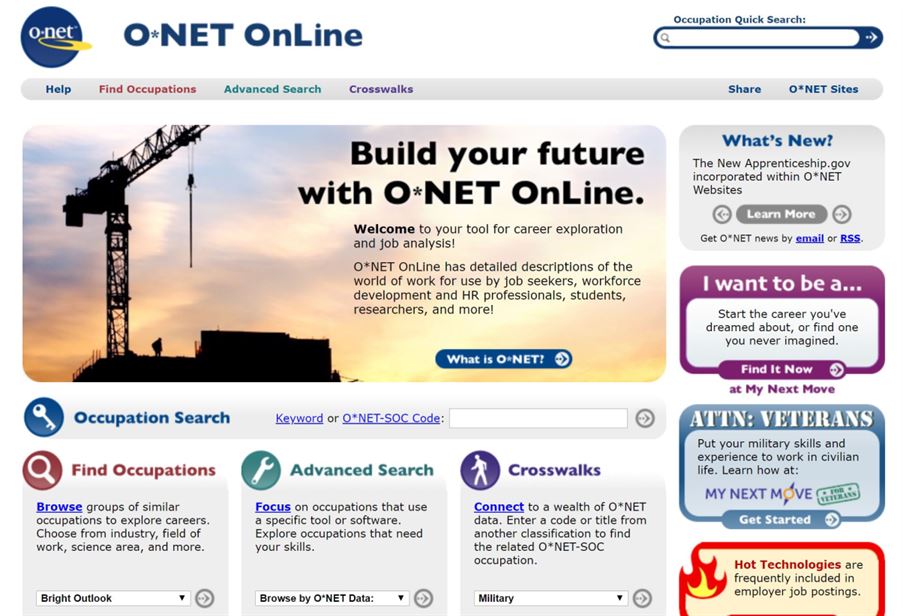 o·net™
O*NET OnLine
Occupation Quick Search:
Help
Find Occupations
Advanced Search
Crosswalks
Share
O*NET Sites
Build your future
with O*NET OnLine.
Welcome to your tool for career exploration
and job analysis!
O*NET OnLine has detailed descriptions of the
world of work for use by job seekers, workforce
development and HR professionals, students,
researchers, and more!
What is O*NET?
What's New?
The New Apprenticeship.gov
incorporated within O*NET
Websites
Learn More
Get O*NET news by email or RSS.
I want to be a...
Start the career you've
dreamed about, or find one
you never imagined.
Find It Now
at My Next Move
ATTN: VETERANS
Put your military skills and
experience to work in civilian
life. Learn how at:
MY NEXT MOVE
FOR
VETERANS
Get Started
Hot Technologies are
frequently included in
employer job postings.
Occupation Search
Keyword or O*NET-SOC Code:
Find Occupations
Browse groups of similar
occupations to explore careers.
Choose from industry, field of
work, science area, and more.
Bright Outlook
Advanced Search
Focus on occupations that use
a specific tool or software.
Explore occupations that need
your skills.
Browse by O*NET Data:
Crosswalks
Connect to a wealth of O*NET
data. Enter a code or title from
another classification to find
the related O*NET-SOC
occupation.
Military